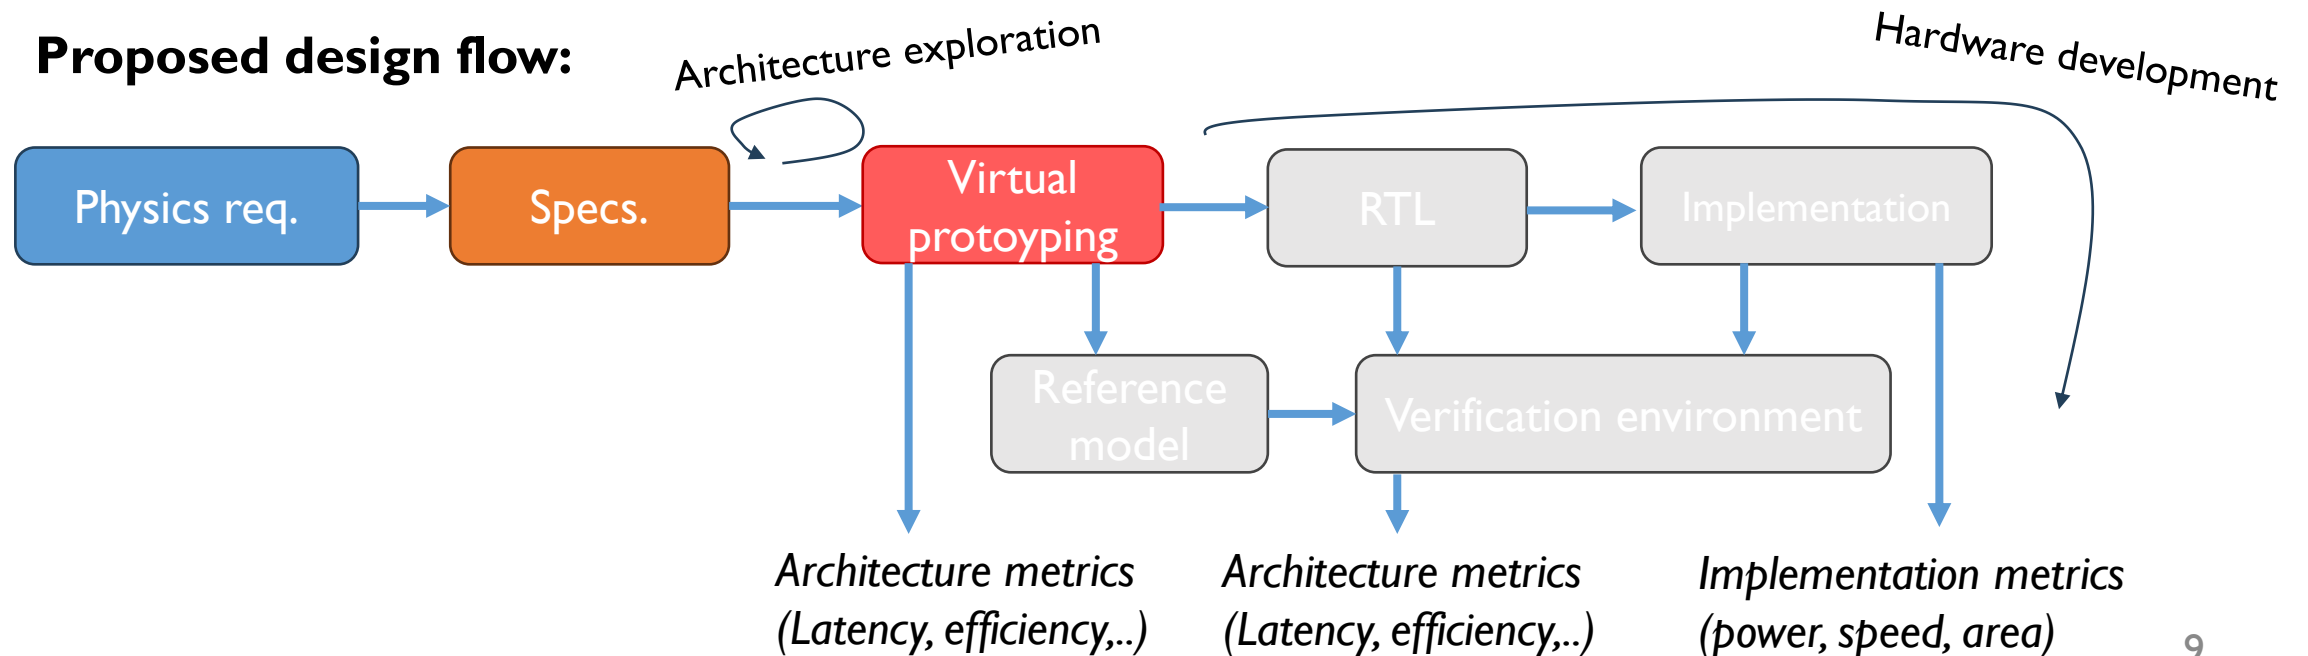 Proposed design flow:
Architecture exploration
Hardware development
Physics req.
Specs.
Virtual
protoyping
RTL
Implementation
Reference
model
Verification environment
Architecture metrics
(Latency, efficiency,..)
Architecture metrics
(Latency, efficiency,..)
Implementation metrics
(power, speed, area)
9